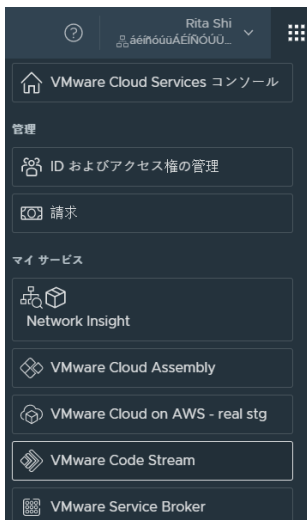 Rita Shi
áéíñóúüÁÉÍÑÓÚÜ...
VMware Cloud Services コンソール
管理
ID およびアクセス権の管理
請求
マイ サービス
Network Insight
VMware Cloud Assembly
VMware Cloud on AWS - real stg
VMware Code Stream
VMware Service Broker